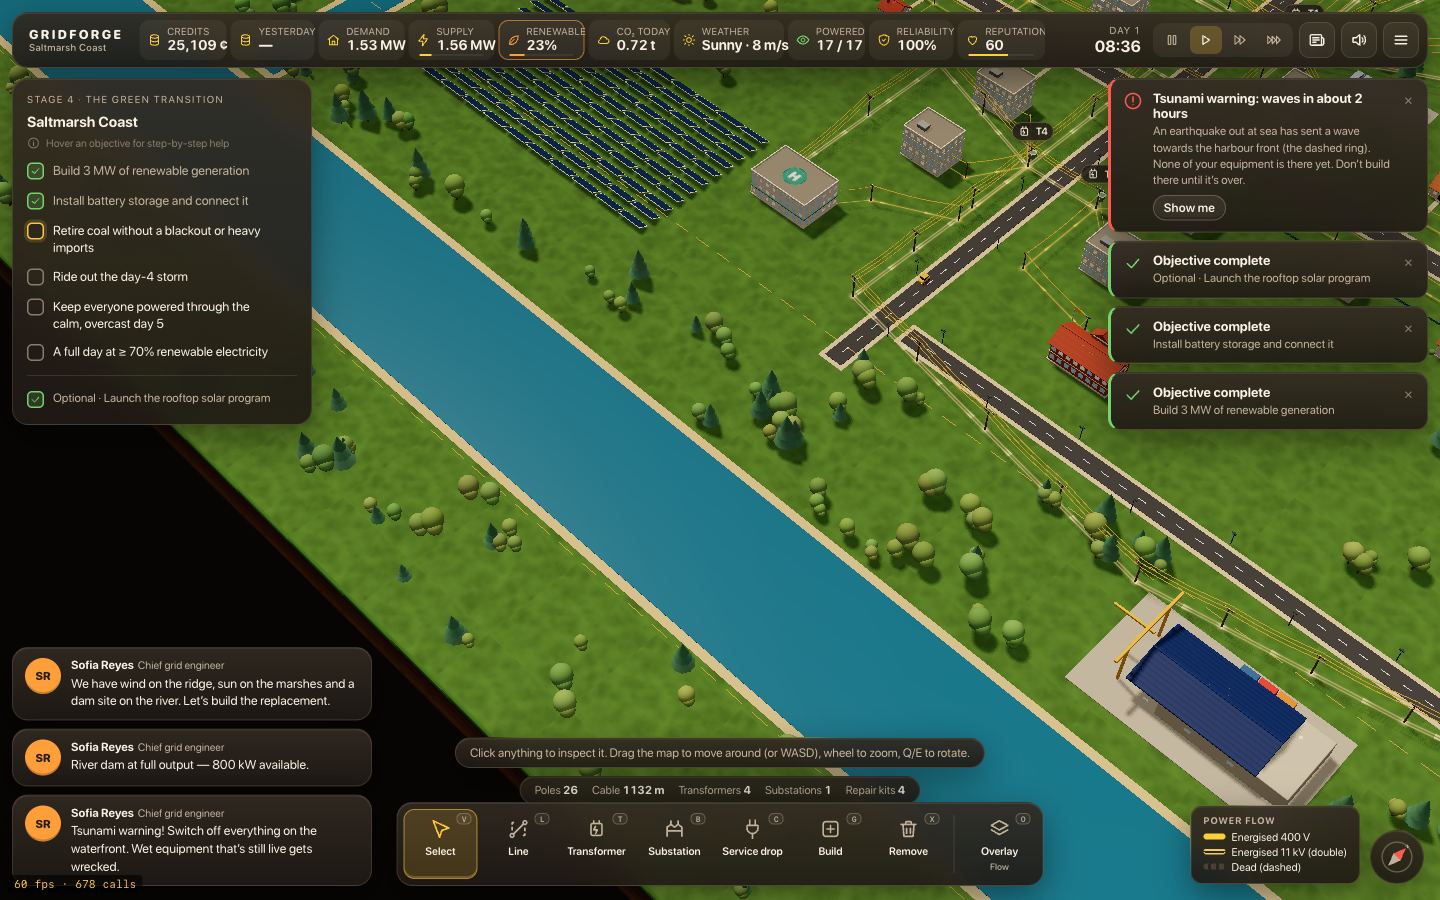 GRIDFORGE
Saltmarsh Coast
CREDITS
25,109 ¢
YESTERDAY
—
DEMAND
1.53 MW
SUPPLY
1.56 MW
RENEWABLE
23%
CO₂ TODAY
0.72 t
WEATHER
Sunny · 8 m/s
POWERED
17 / 17
RELIABILITY
100%
REPUTATION
60
DAY 1
08:36
STAGE 4 · THE GREEN TRANSITION
Saltmarsh Coast
Hover an objective for step-by-step help
Build 3 MW of renewable generation
Install battery storage and connect it
Retire coal without a blackout or heavy
imports
Ride out the day-4 storm
Keep everyone powered through the
calm, overcast day 5
A full day at ≥ 70% renewable electricity
Optional · Launch the rooftop solar program
T4
H
Tsunami warning: waves in about 2
hours
An earthquake out at sea has sent a wave
towards the harbour front (the dashed ring).
None of your equipment is there yet. Don't build
there until it's over.
Show me
Objective complete
Optional · Launch the rooftop solar program
Objective complete
Install battery storage and connect it
Objective complete
Build 3 MW of renewable generation
SR
Sofia Reyes Chief grid engineer
We have wind on the ridge, sun on the marshes and a
dam site on the river. Let's build the replacement.
SR
Sofia Reyes Chief grid engineer
River dam at full output — 800 kW available.
SR
Sofia Reyes Chief grid engineer
Tsunami warning! Switch off everything on the
waterfront. Wet equipment that's still live gets
wrecked.
60 fps · 678 calls
Click anything to inspect it. Drag the map to move around (or WASD), wheel to zoom, Q/E to rotate.
Poles 26 Cable 1132 m Transformers 4 Substations 1 Repair kits 4
V
Select
L
Line
T
Transformer
B
Substation
C
Service drop
G
Build
X
Remove
O
Overlay
Flow
POWER FLOW
Energised 400 V
Energised 11 kV (double)
Dead (dashed)